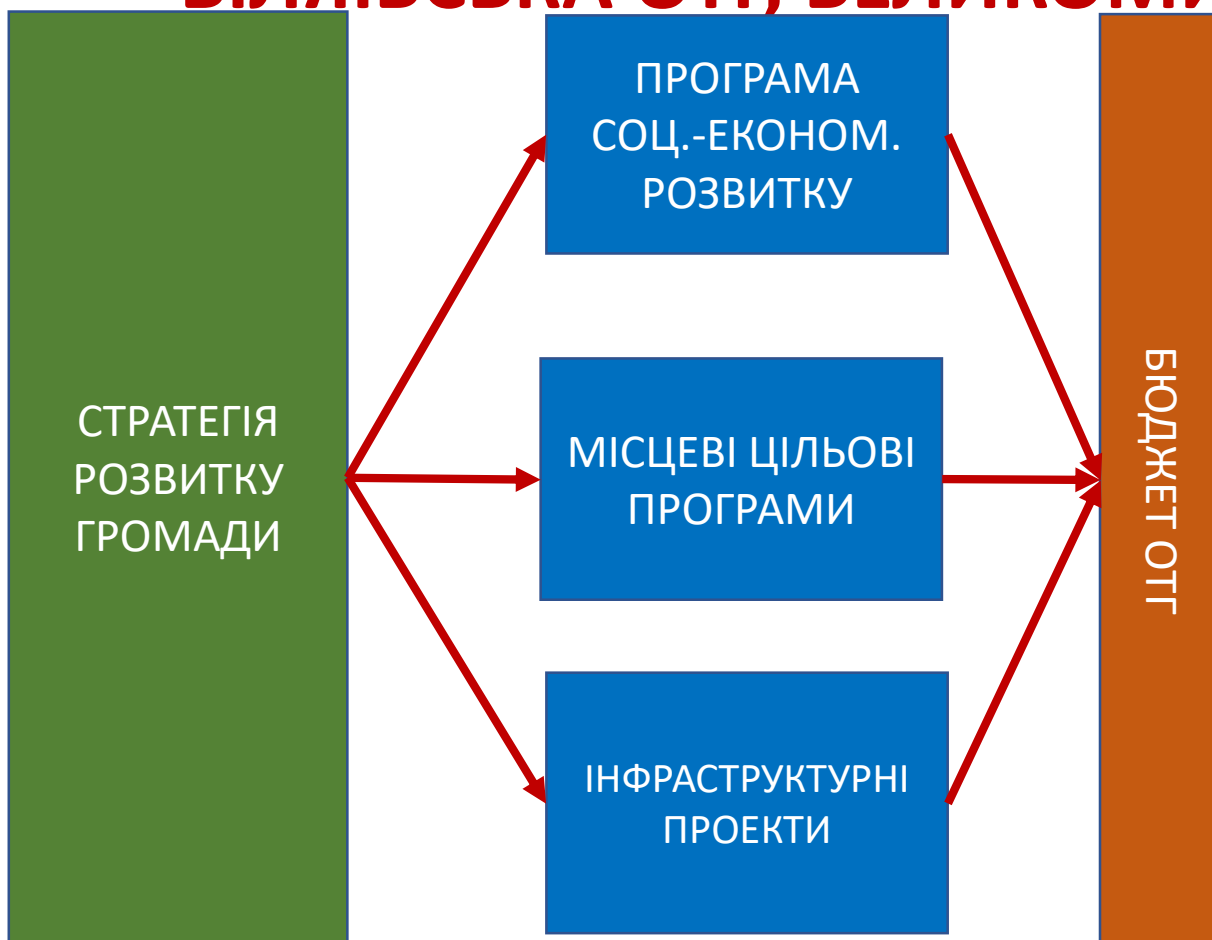 СТРАТЕГІЯ
РОЗВИТКУ
ГРОМАДИ
ПРОГРАМА
СОЦ.-ЕКОНОМ.
РОЗВИТКУ
МІСЦЕВІ ЦІЛЬОВІ
ПРОГРАМИ
ІНФРАСТРУКТУРНІ
ПРОЕКТИ
БЮДЖЕТ ОТГ